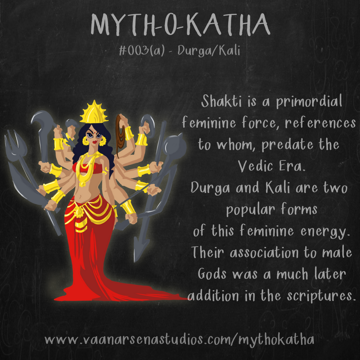 MYTH-O-KATHA
#003(a) - Durga/Kali
Shakti is a primordial
feminine force, references
to whom, predate the
Vedic Era.
Durga and Kali are two
popular forms
of this feminine energy.
Their association to male
Gods was a much later
addition in the scriptures.
www.vaanarsenastudios.com/mythokatha